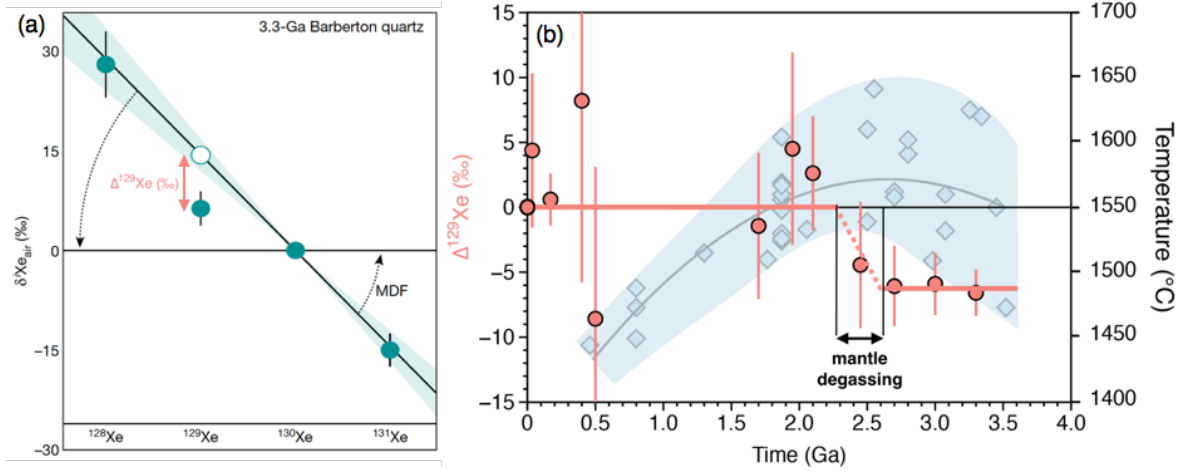 (a)
3.3-Ga Barberton quartz
30
15
0
−15
−30
δⁱXeₐᵢᵣ (‰)
Δ¹²⁹Xe (‰)
MDF
¹²⁸Xe
¹²⁹Xe
¹³⁰Xe
¹³¹Xe
(b)
15
10
5
0
−5
−10
−15
Δ¹²⁹Xe (‰)
mantle
degassing
0.0
0.5
1.0
1.5
2.0
2.5
3.0
3.5
4.0
Time (Ga)
1700
1650
1600
1550
1500
1450
1400
Temperature (°C)